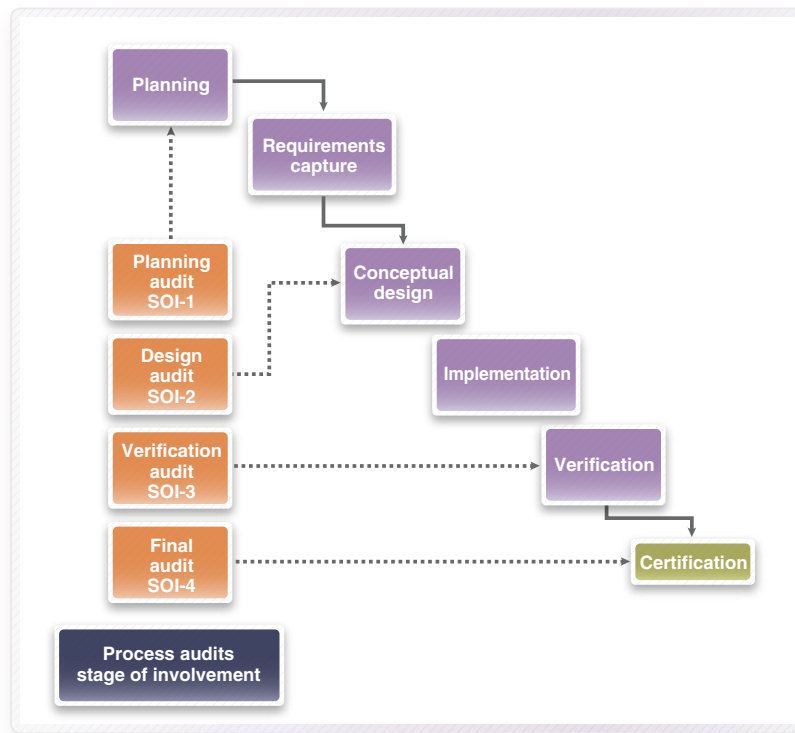 Planning
Requirements
capture
Planning
audit
SOI-1
Conceptual
design
Design
audit
SOI-2
Implementation
Verification
audit
SOI-3
Verification
Final
audit
SOI-4
Certification
Process audits
stage of involvement